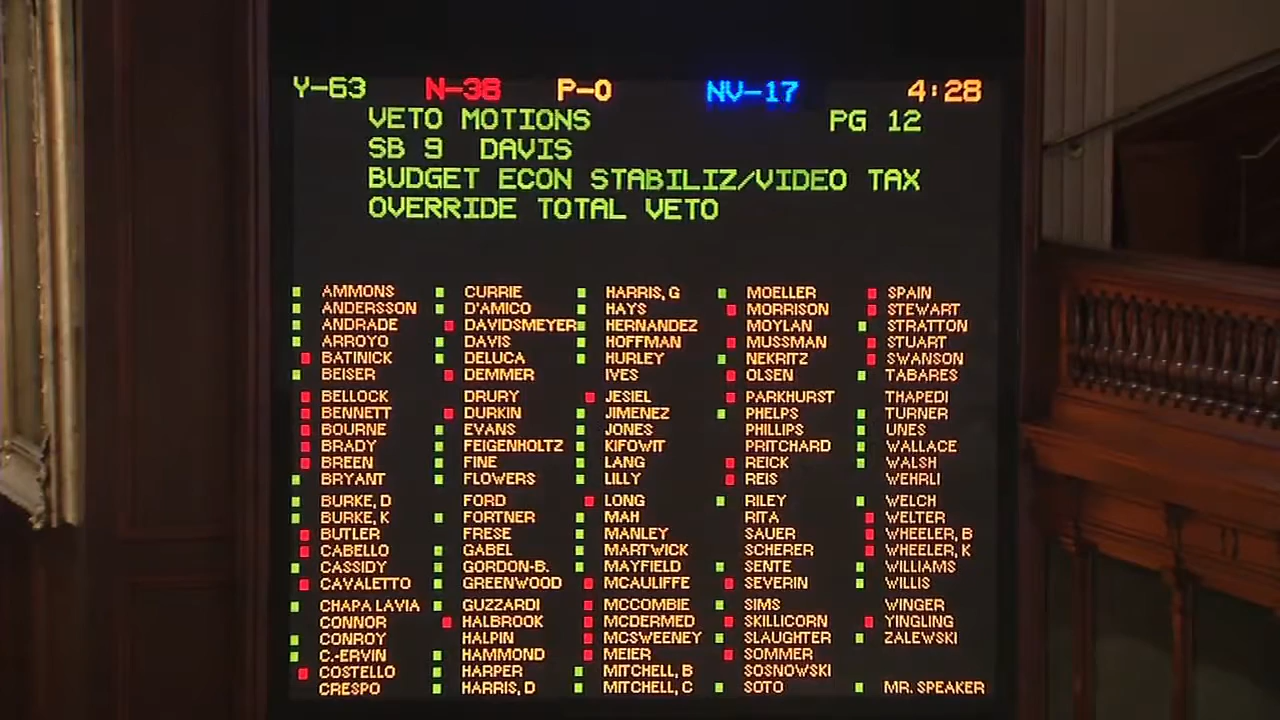 Y-63 N-38 P-0 NV-17 4:28
VETO MOTIONS PG 12
SB 9 DAVIS
BUDGET ECON STABILIZ/VIDEO TAX
OVERRIDE TOTAL VETO
AMMONS CURRIE HARRIS, G MOELLER SPAIN
ANDERSSON D'AMICO HAYS MORRISON STEWART
ANDRADE DAVIDSMEYER HERNANDEZ MOYLAN STRATTON
ARROYO DAVIS HOFFMAN MUSSMAN STUART
BATINICK DELUCA HURLEY NEKRITZ SWANSON
BEISER DEMMER IVES OLSEN TABARES
BELLOCK DRURY JESIEL PARKHURST THAPEDI
BENNETT DURKIN JIMENEZ PHELPS TURNER
BOURNE EVANS JONES PHILLIPS UNES
BRADY FEIGENHOLTZ KIFOWIT PRITCHARD WALLACE
BREEN FINE LANG REICK WALSH
BRYANT FLOWERS LILLY REIS WEHRLI
BURKE, D FORD LONG RILEY WELCH
BURKE, K FORTNER MAH RITA WELTER
BUTLER FRESE MANLEY SAUER WHEELER, B
CABELLO GABEL MARTWICK SCHERER WHEELER, K
CASSIDY GORDON-B. MAYFIELD SENTE WILLIAMS
CAVALETTO GREENWOOD MCAULIFFE SEVERIN WILLIS
CHAPA LAVIA GUZZARDI MCCOMBIE SIMS WINGER
CONNOR HALBROOK MCDERMED SKILLICORN YINGLING
CONROY HALPIN MCSWEENEY SLAUGHTER ZALEWSKI
C.-ERVIN HAMMOND MEIER SOMMER
COSTELLO HARPER MITCHELL, B SOSNOWSKI
CRESPO HARRIS, D MITCHELL, C SOTO MR. SPEAKER